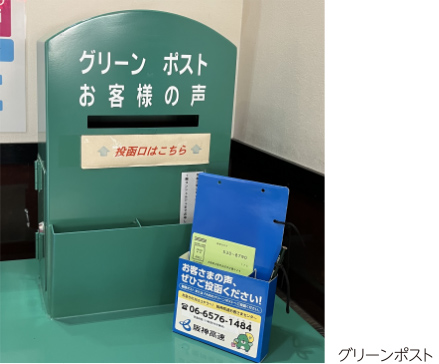 グリーン ポスト
お客様の声
投函口はこちら
お客さまの声、
ぜひご投函ください!
06-6576-1484
阪神高速
グリーンポスト